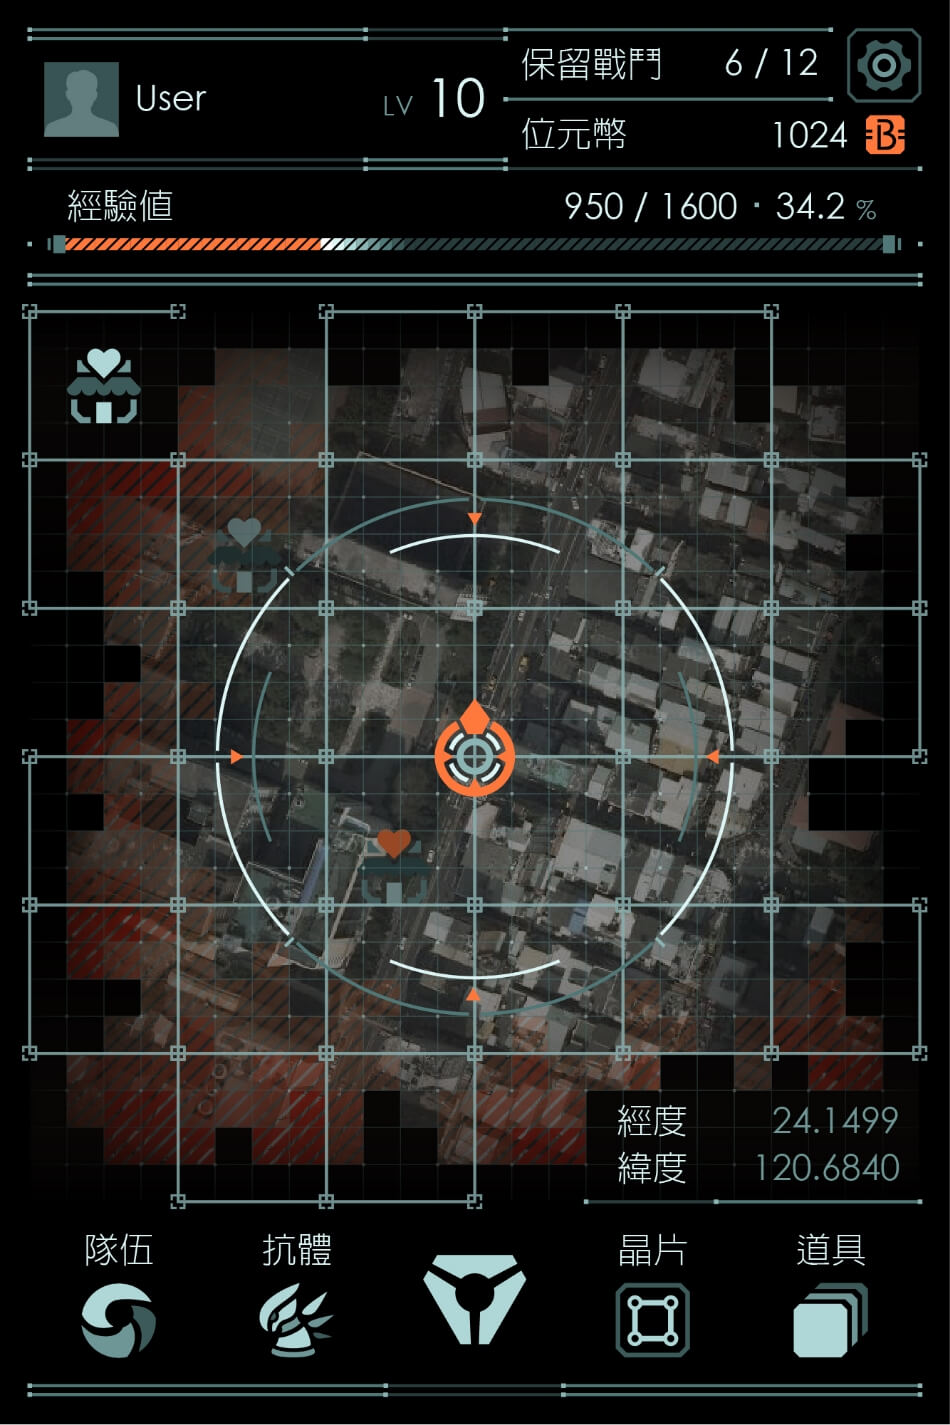 User
LV 10
保留戰鬥 6 / 12
位元幣 1024
經驗值 950 / 1600 · 34.2 %
經度 24.1499
緯度 120.6840
隊伍 抗體 晶片 道具